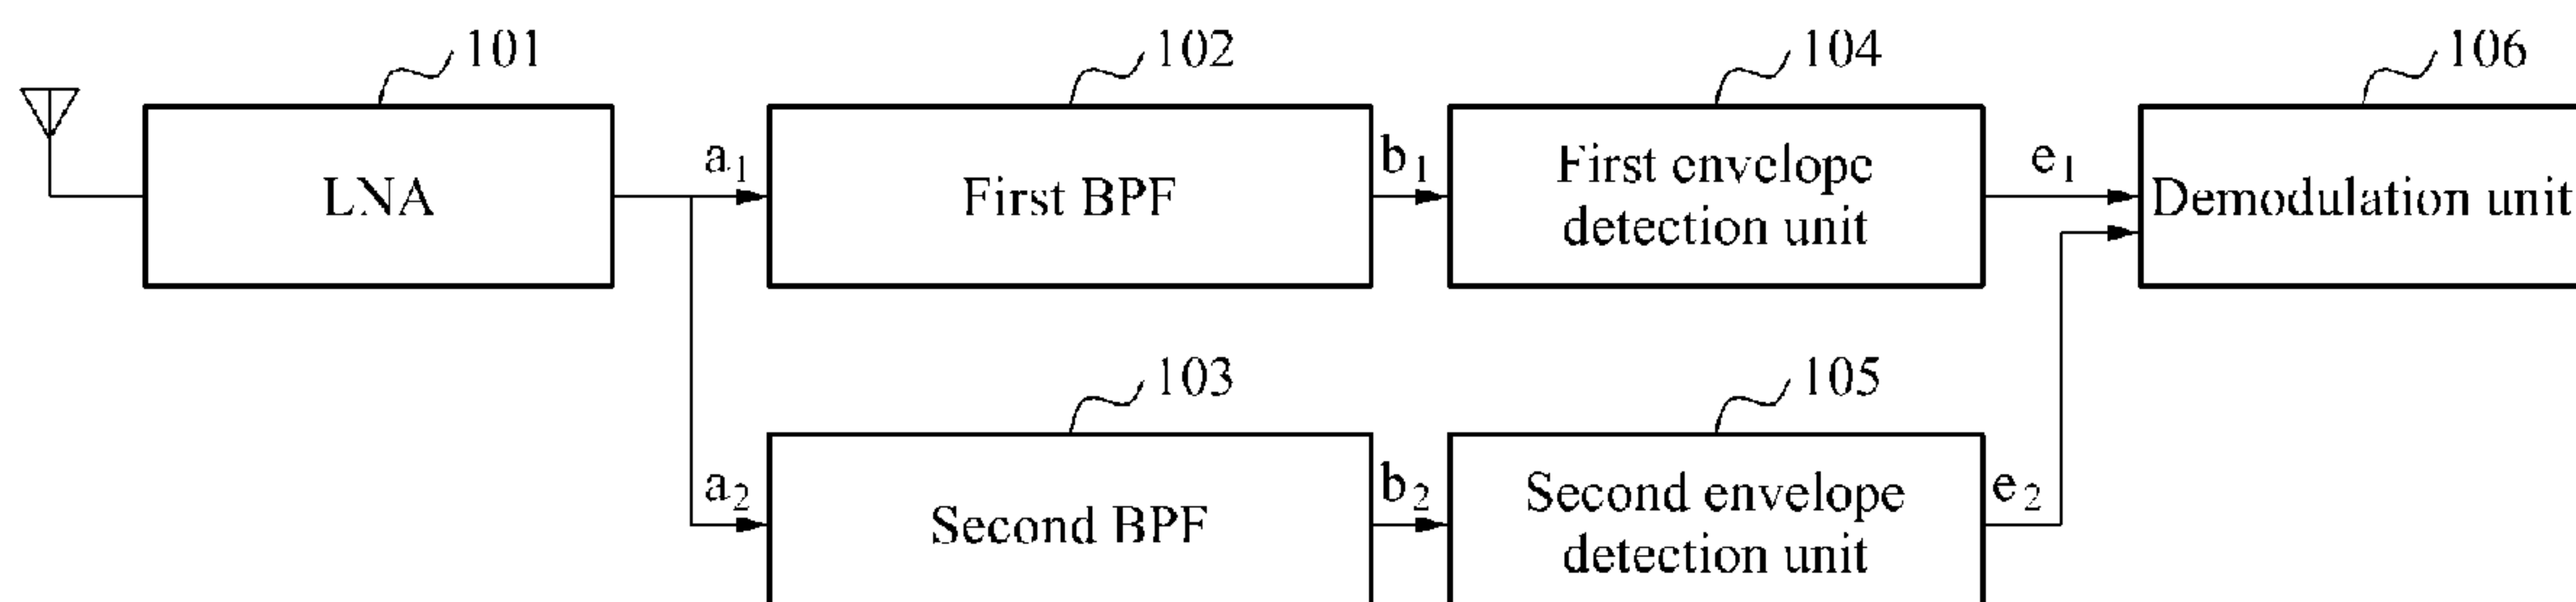 101
102
104
106
LNA
a1
First BPF
b1
First envelope
detection unit
e1
Demodulation unit
103
105
a2
Second BPF
b2
Second envelope
detection unit
e2